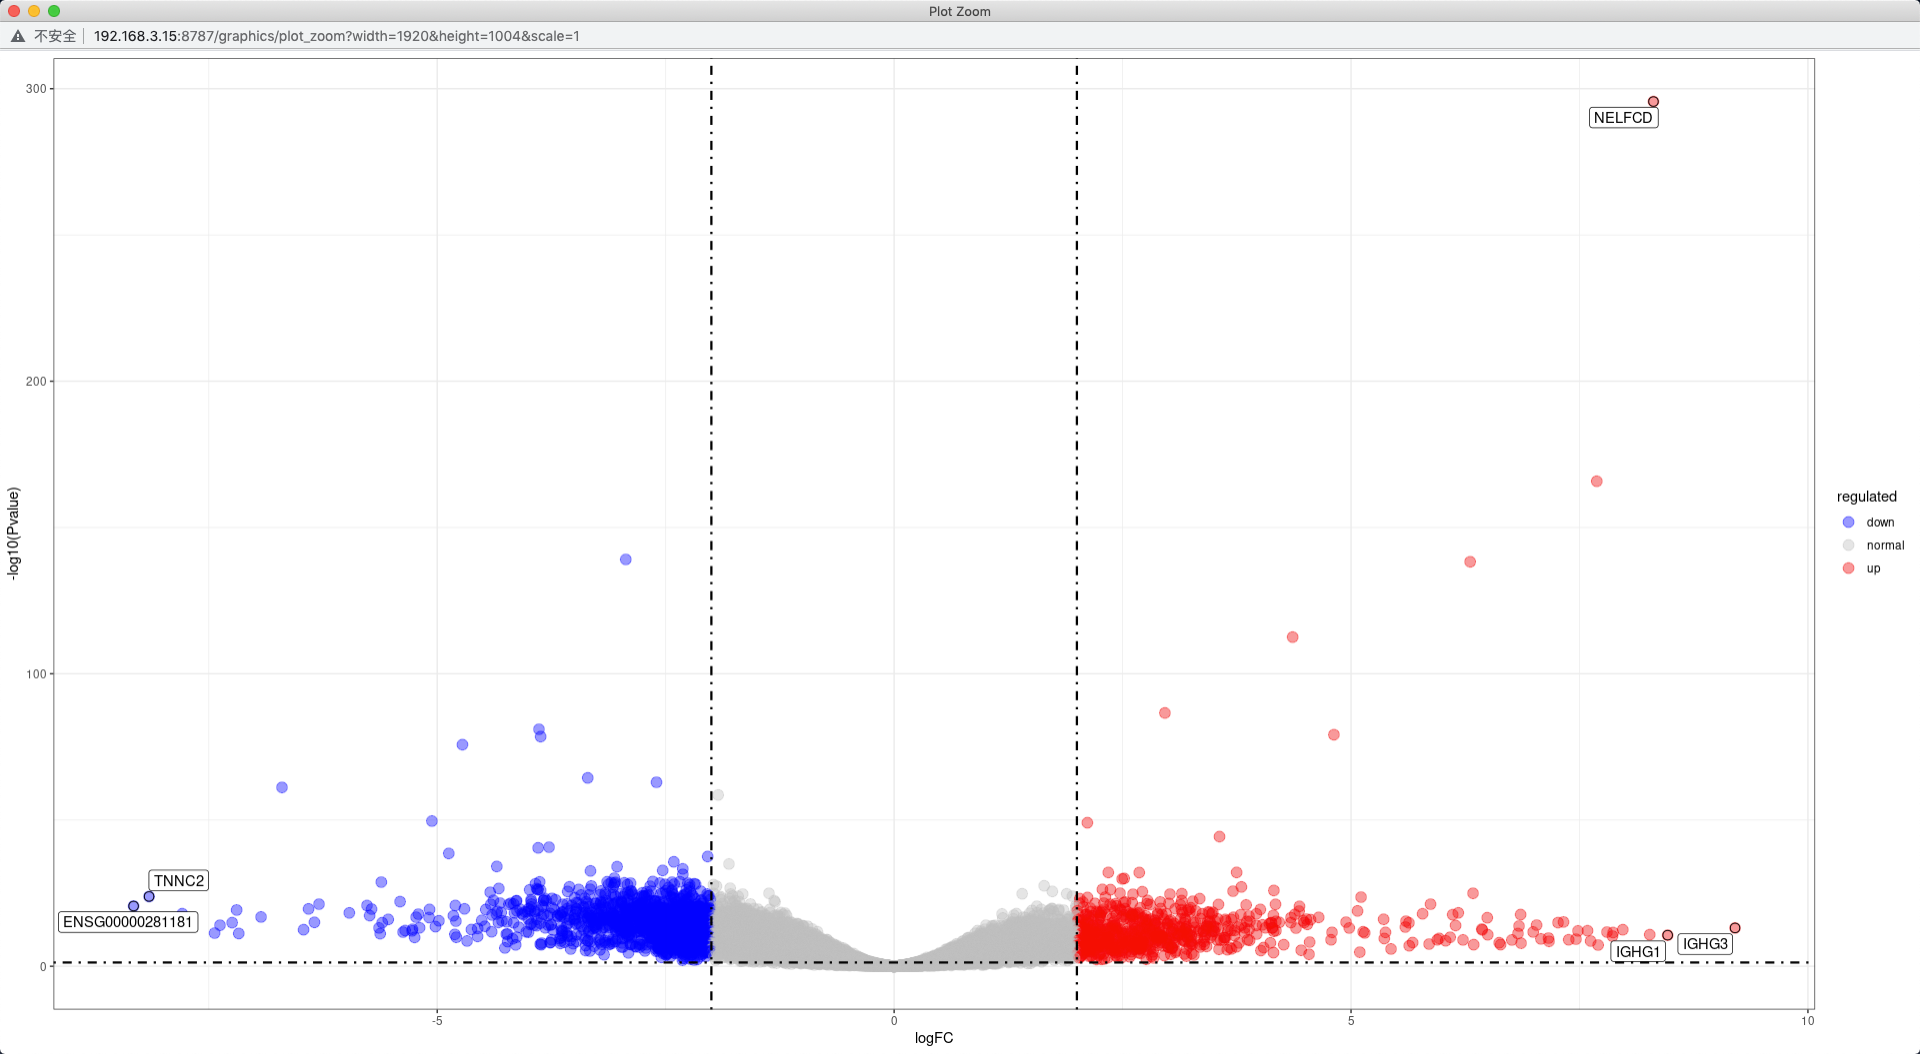 Plot Zoom
不安全 192.168.3.15:8787/graphics/plot_zoom?width=1920&height=1004&scale=1
300
NELFCD
200
-log10(Pvalue)
regulated
down
normal
up
100
TNNC2
ENSG00000281181
IGHG3
IGHG1
0
-5 0 5 10
logFC